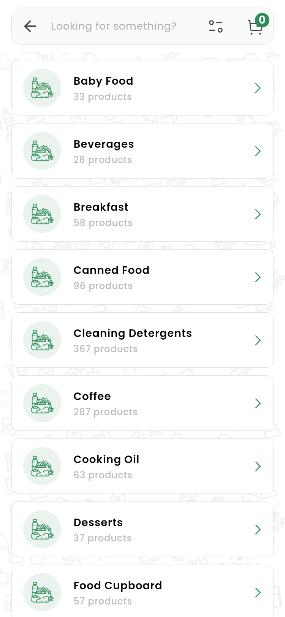 Looking for something?
0
Baby Food
33 products
Beverages
26 products
Breakfast
58 products
Canned Food
96 products
Cleaning Detergents
367 products
Coffee
287 products
Cooking Oil
63 products
Desserts
37 products
Food Cupboard
57 products